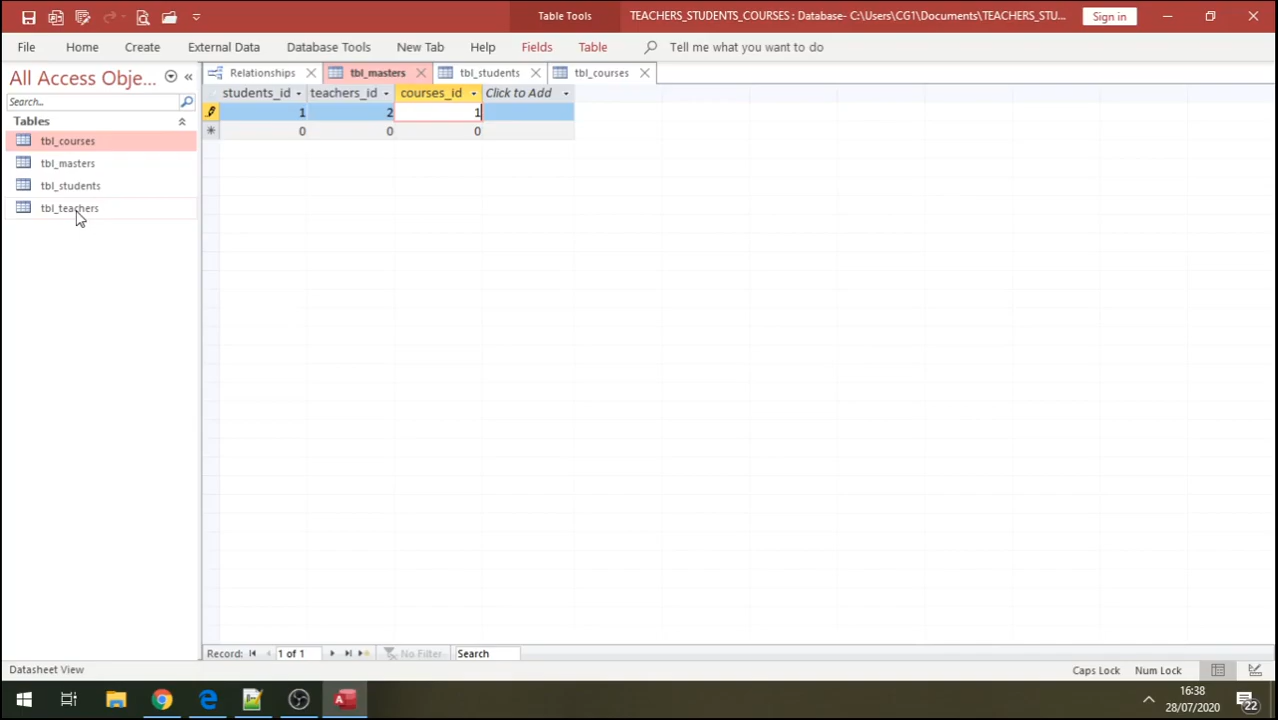 Table Tools
TEACHERS_STUDENTS_COURSES : Database- C:\Users\CG1\Documents\TEACHERS_STU...
Sign in
File Home Create External Data Database Tools New Tab Help Fields Table Tell me what you want to do
All Access Obje...
Search...
Tables
tbl_courses
tbl_masters
tbl_students
tbl_teachers
Relationships tbl_masters tbl_students tbl_courses
students_id teachers_id courses_id Click to Add
1 2 1
0 0 0
Record: 1 of 1 No Filter Search
Datasheet View
Caps Lock Num Lock
16:38
28/07/2020
22